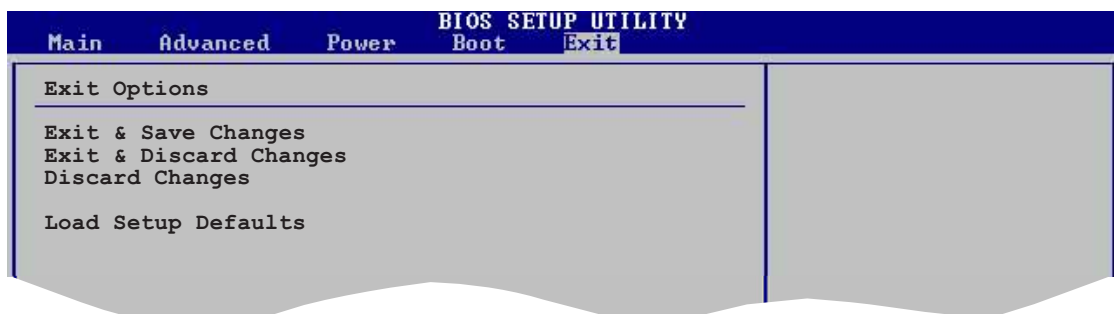 BIOS SETUP UTILITY
Main Advanced Power Boot Exit
Exit Options
Exit & Save Changes
Exit & Discard Changes
Discard Changes
Load Setup Defaults